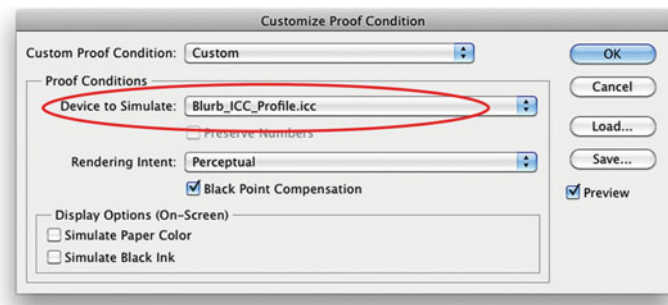 Customize Proof Condition
Custom Proof Condition: Custom
OK
Proof Conditions
Cancel
Device to Simulate: Blurb_ICC_Profile.icc
Preserve Numbers
Load...
Rendering Intent: Perceptual
Save...
Black Point Compensation
Preview
Display Options (On-Screen)
Simulate Paper Color
Simulate Black Ink